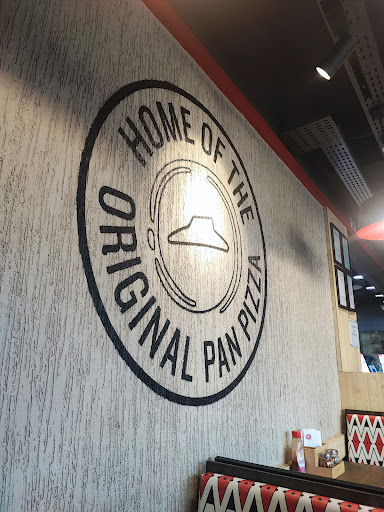 HOME OF THE
ORIGINAL PAN PIZZA